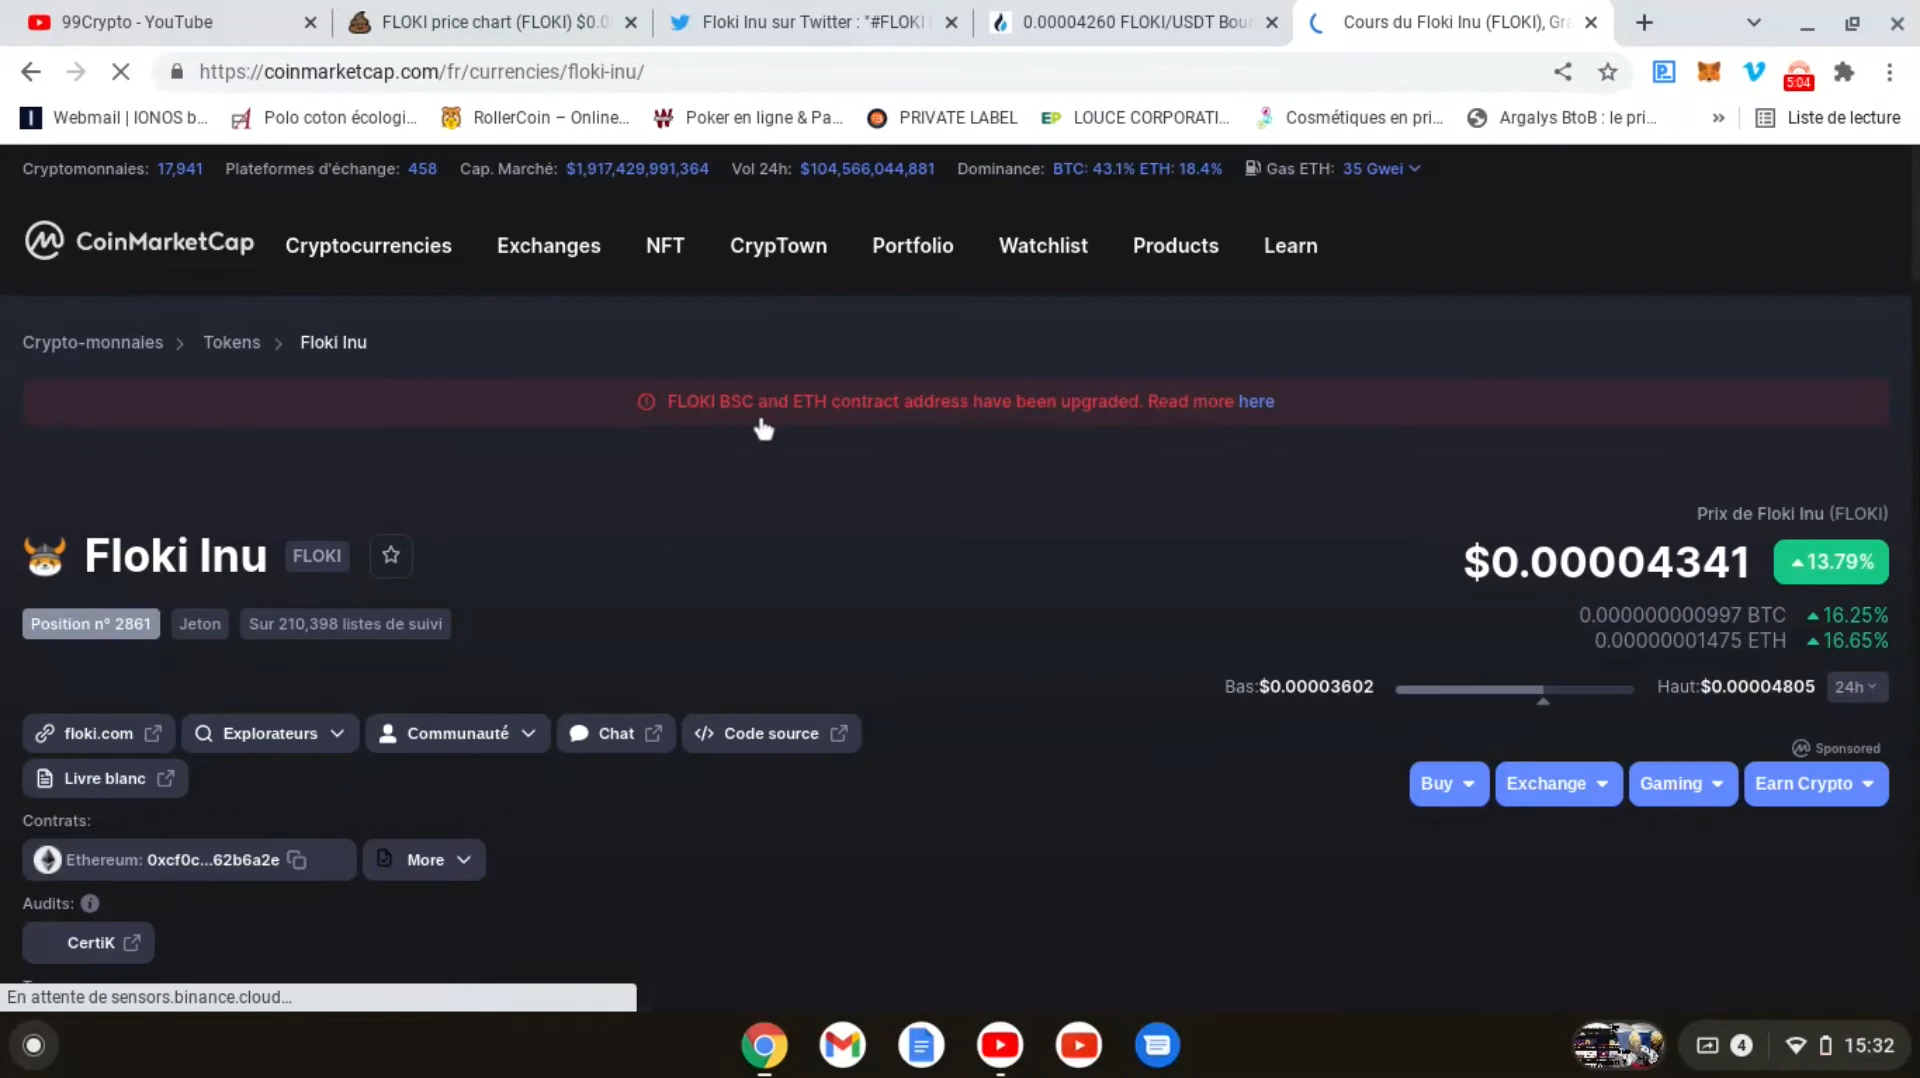 99Crypto - YouTube
FLOKI price chart (FLOKI) $0.0
Floki Inu sur Twitter : "#FLOKI
0.00004260 FLOKI/USDT Bour
Cours du Floki Inu (FLOKI), Gra
https://coinmarketcap.com/fr/currencies/floki-inu/
5:04
Webmail | IONOS b...
Polo coton écologi...
RollerCoin – Online...
Poker en ligne & Pa...
PRIVATE LABEL
EP LOUCE CORPORATI...
Cosmétiques en pri...
Argalys BtoB : le pri...
»
Liste de lecture
Cryptomonnaies: 17,941 Plateformes d'échange: 458 Cap. Marché: $1,917,429,991,364 Vol 24h: $104,566,044,881 Dominance: BTC: 43.1% ETH: 18.4% Gas ETH: 35 Gwei
CoinMarketCap Cryptocurrencies Exchanges NFT CrypTown Portfolio Watchlist Products Learn
Crypto-monnaies > Tokens > Floki Inu
FLOKI BSC and ETH contract address have been upgraded. Read more here
Prix de Floki Inu (FLOKI)
Floki Inu FLOKI
$0.00004341 13.79%
0.000000000997 BTC 16.25%
0.00000001475 ETH 16.65%
Position n° 2861 Jeton Sur 210,398 listes de suivi
Bas:$0.00003602 Haut:$0.00004805 24h
floki.com Explorateurs Communauté Chat Code source
Sponsored
Livre blanc
Buy Exchange Gaming Earn Crypto
Contrats:
Ethereum: 0xcf0c...62b6a2e More
Audits:
CertiK
En attente de sensors.binance.cloud...
4 15:32